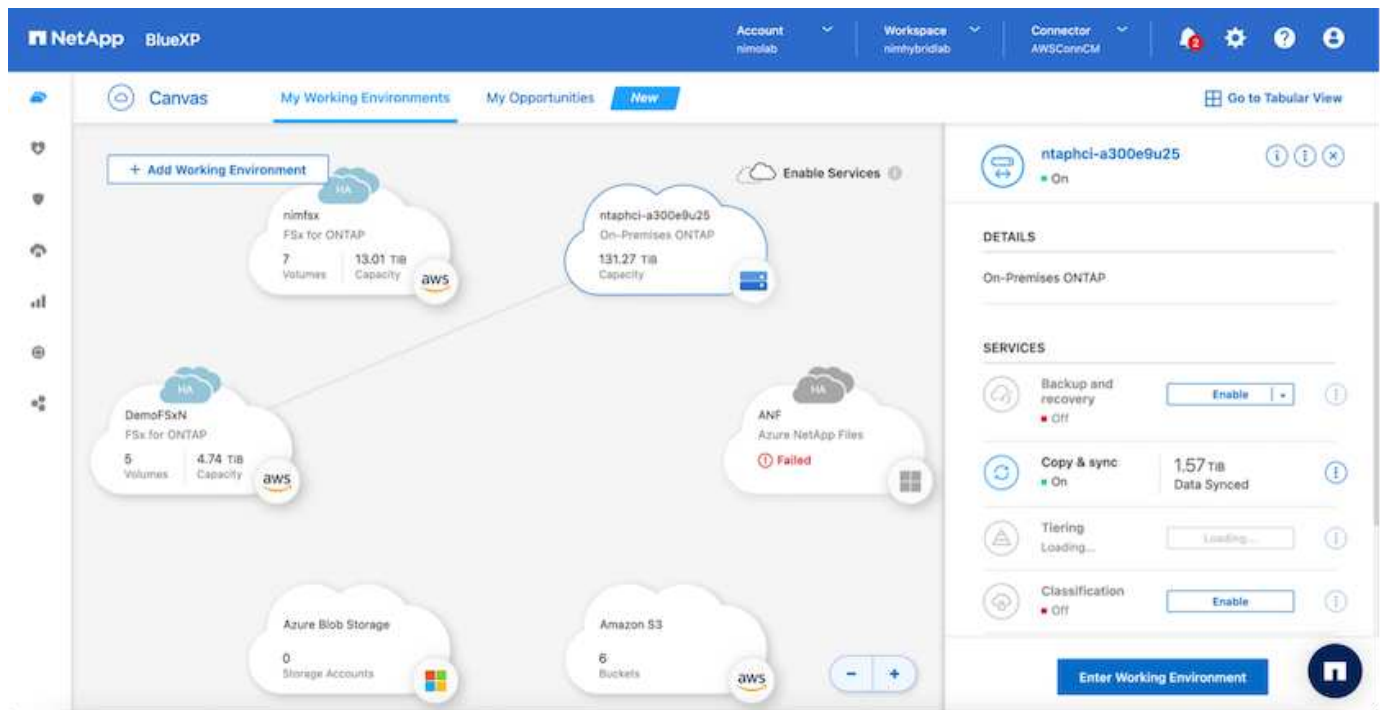 NetApp BlueXP
Account
nimolab
Workspace
nimhybridlab
Connector
AWSConnCM
2
Canvas
My Working Environments
My Opportunities
New
Go to Tabular View
+ Add Working Environment
Enable Services
HA
nimfsx
FSx for ONTAP
7
Volumes
13.01 TiB
Capacity
aws
ntaphci-a300e9u25
On-Premises ONTAP
131.27 TiB
Capacity
HA
DemoFSxN
FSx for ONTAP
5
Volumes
4.74 TiB
Capacity
aws
HA
ANF
Azure NetApp Files
Failed
Azure Blob Storage
0
Storage Accounts
Amazon S3
6
Buckets
aws
− +
ntaphci-a300e9u25
On
DETAILS
On-Premises ONTAP
SERVICES
Backup and
recovery
Off
Enable
Copy & sync
On
1.57 TiB
Data Synced
Tiering
Loading...
Loading...
Classification
Off
Enable
Enter Working Environment